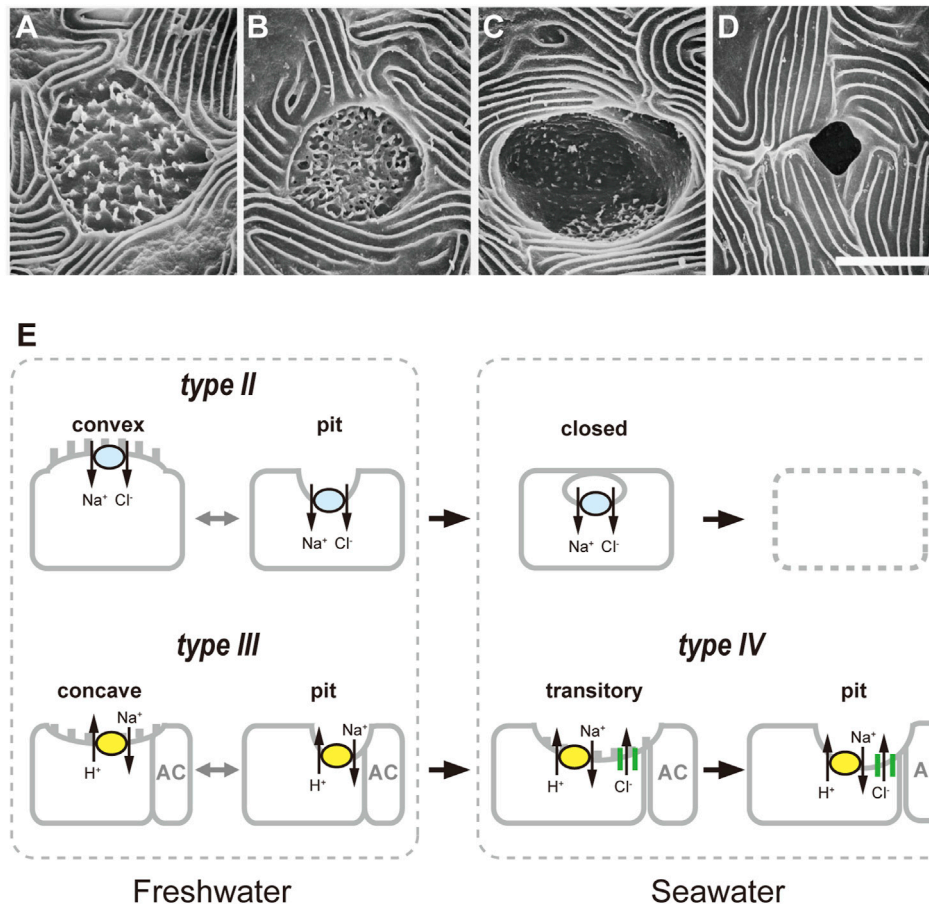 A B C D
E
type II
convex pit closed
Na⁺ Cl⁻ Na⁺ Cl⁻ Na⁺ Cl⁻
type III type IV
concave pit transitory pit
Na⁺ Na⁺ Na⁺ Na⁺
H⁺ AC H⁺ AC H⁺ Cl⁻ AC H⁺ Cl⁻ A
Freshwater Seawater